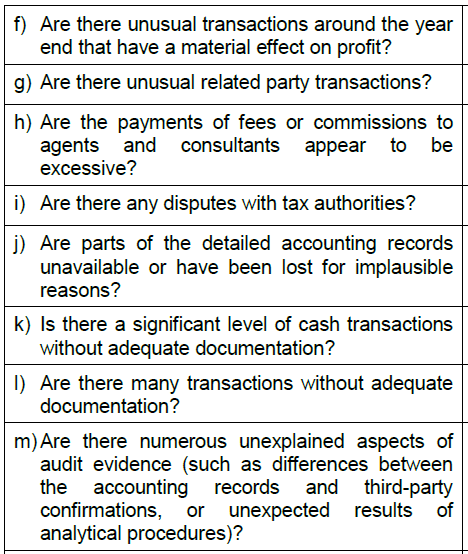 f) Are there unusual transactions around the year
end that have a material effect on profit?
g) Are there unusual related party transactions?
h) Are the payments of fees or commissions to
agents and consultants appear to be
excessive?
i) Are there any disputes with tax authorities?
j) Are parts of the detailed accounting records
unavailable or have been lost for implausible
reasons?
k) Is there a significant level of cash transactions
without adequate documentation?
l) Are there many transactions without adequate
documentation?
m) Are there numerous unexplained aspects of
audit evidence (such as differences between
the accounting records and third-party
confirmations, or unexpected results of
analytical procedures)?